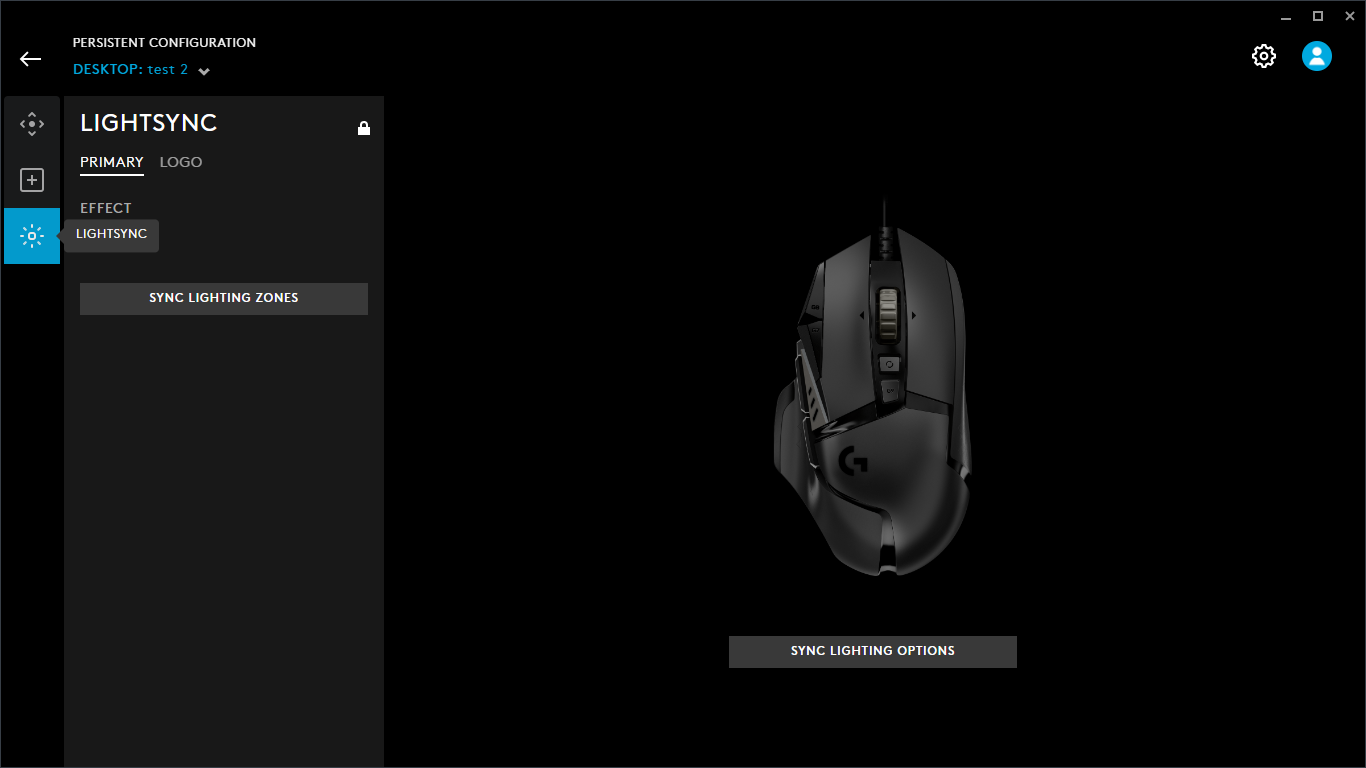 PERSISTENT CONFIGURATION
DESKTOP: test 2
LIGHTSYNC
PRIMARY LOGO
EFFECT
LIGHTSYNC
SYNC LIGHTING ZONES
SYNC LIGHTING OPTIONS